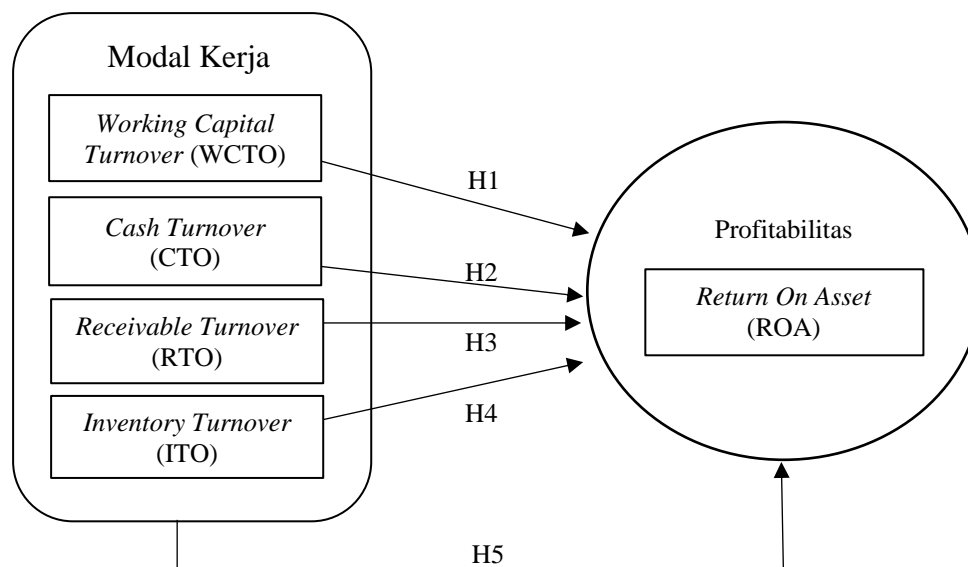 Modal Kerja
Working Capital
Turnover (WCTO)
Cash Turnover
(CTO)
Receivable Turnover
(RTO)
Inventory Turnover
(ITO)
H1
H2
H3
H4
Profitabilitas
Return On Asset
(ROA)
H5